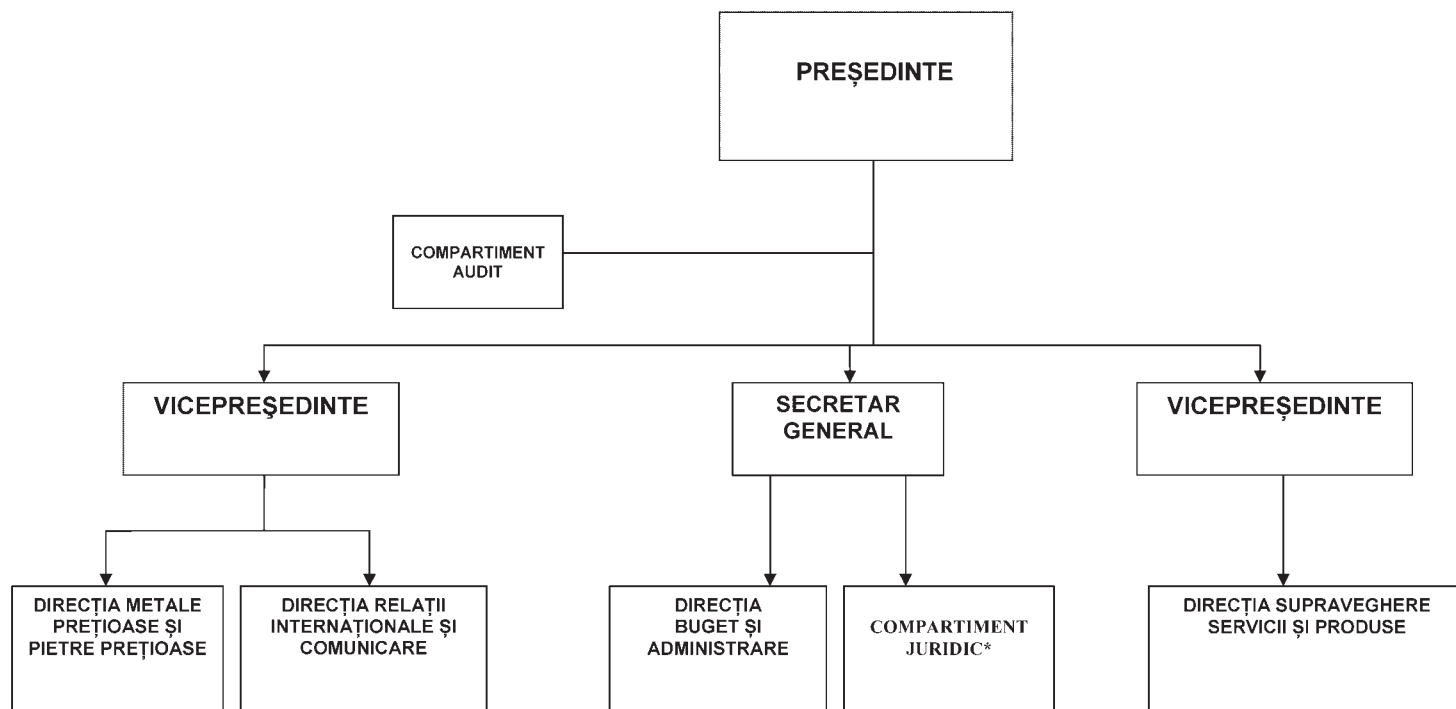 PREȘEDINTE
COMPARTIMENT
AUDIT
VICEPREŞEDINTE
SECRETAR
GENERAL
VICEPREȘEDINTE
DIRECȚIA METALE
PREȚIOASE ȘI
PIETRE PREȚIOASE
DIRECȚIA RELAȚII
INTERNAȚIONALE ȘI
COMUNICARE
DIRECȚIA
BUGET ȘI
ADMINISTRARE
COMPARTIMENT
JURIDIC*
DIRECȚIA SUPRAVEGHERE
SERVICII ȘI PRODUSE